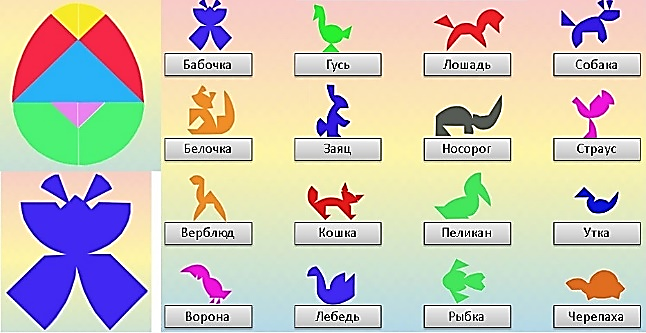 Бабочка
Гусь
Лошадь
Собака
Белочка
Заяц
Носорог
Страус
Верблюд
Кошка
Пеликан
Утка
Ворона
Лебедь
Рыбка
Черепаха